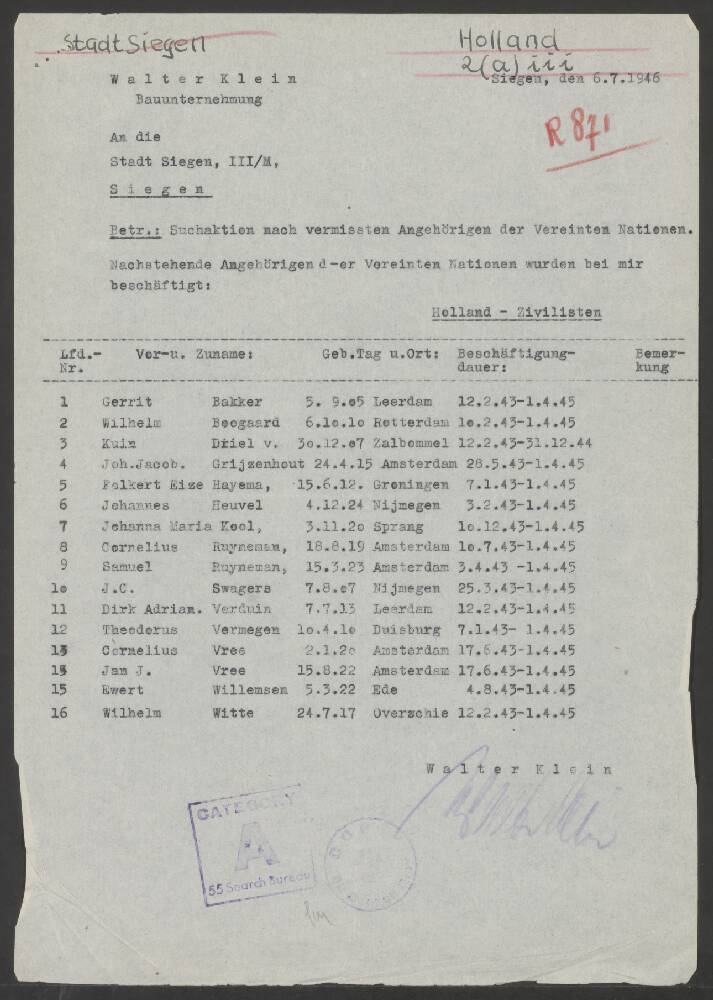 Stadt Siegen
Holland
2(a) iii
Walter Klein
Siegen, den 6.7.1946
Bauunternehmung
R 871
An die
Stadt Siegen, III/M,
Siegen
Betr.: Suchaktion nach vermissten Angehörigen der Vereinten Nationen.
Nachstehende Angehörigen d-er Vereinten Nationen wurden bei mir
beschäftigt:
Holland - Zivilisten
Lfd.- Vor-u. Zuname: Geb.Tag u.Ort: Beschäftigung- Bemer-
Nr. dauer: kung
1 Gerrit Bakker 5. 9.o5 Leerdam 12.2.43-1.4.45
2 Wilhelm Boogaard 6.1o.1o Rotterdam 1o.2.43-1.4.45
3 Kuin Driel v. 3o.12.o7 Zalbommel 12.2.43-31.12.44
4 Joh.Jacob. Grijzenhout 24.4.15 Amsterdam 28.5.43-1.4.45
5 Folkert Eize Hayema, 15.6.12. Groningen 7.1.43-1.4.45
6 Johannes Heuvel 4.12.24 Nijmegen 3.2.43-1.4.45
7 Johanna Maria Kool, 3.11.2o Sprang 1o.12.43-1.4.45
8 Cornelius Ruyneman, 18.8.19 Amsterdam 1o.7.43-1.4.45
9 Samuel Ruyneman, 15.3.23 Amsterdam 3.4.43 -1.4.45
1o J.C. Swagers 7.8.o7 Nijmegen 25.3.43-1.4.45
11 Dirk Adrian. Verduin 7.7.13 Leerdam 12.2.43-1.4.45
12 Theodorus Vermegen 1o.4.1o Duisburg 7.1.43- 1.4.45
13 Cornelius Vree 2.1.2o Amsterdam 17.6.43-1.4.45
14 Jan J. Vree 15.8.22 Amsterdam 17.6.43-1.4.45
15 Ewert Willemsen 5.3.22 Ede 4.8.43-1.4.45
16 Wilhelm Witte 24.7.17 Overschie 12.2.43-1.4.45
Walter Klein
CATEGORY
A
55 Search Bureau